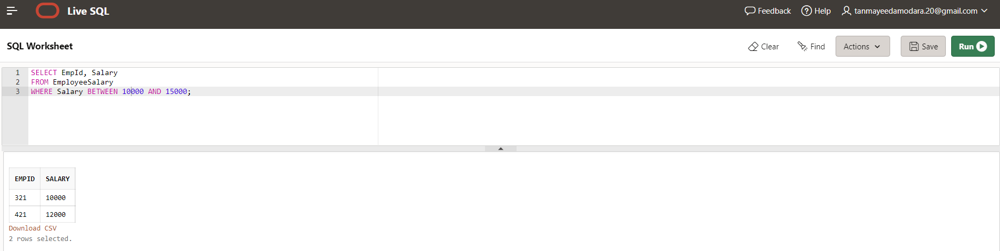 Live SQL
Feedback Help tanmayeedamodara.20@gmail.com
SQL Worksheet
Clear Find Actions Save Run
1 SELECT EmpId, Salary
2 FROM EmployeeSalary
3 WHERE Salary BETWEEN 10000 AND 15000;
EMPID SALARY
321 10000
421 12000
Download CSV
2 rows selected.